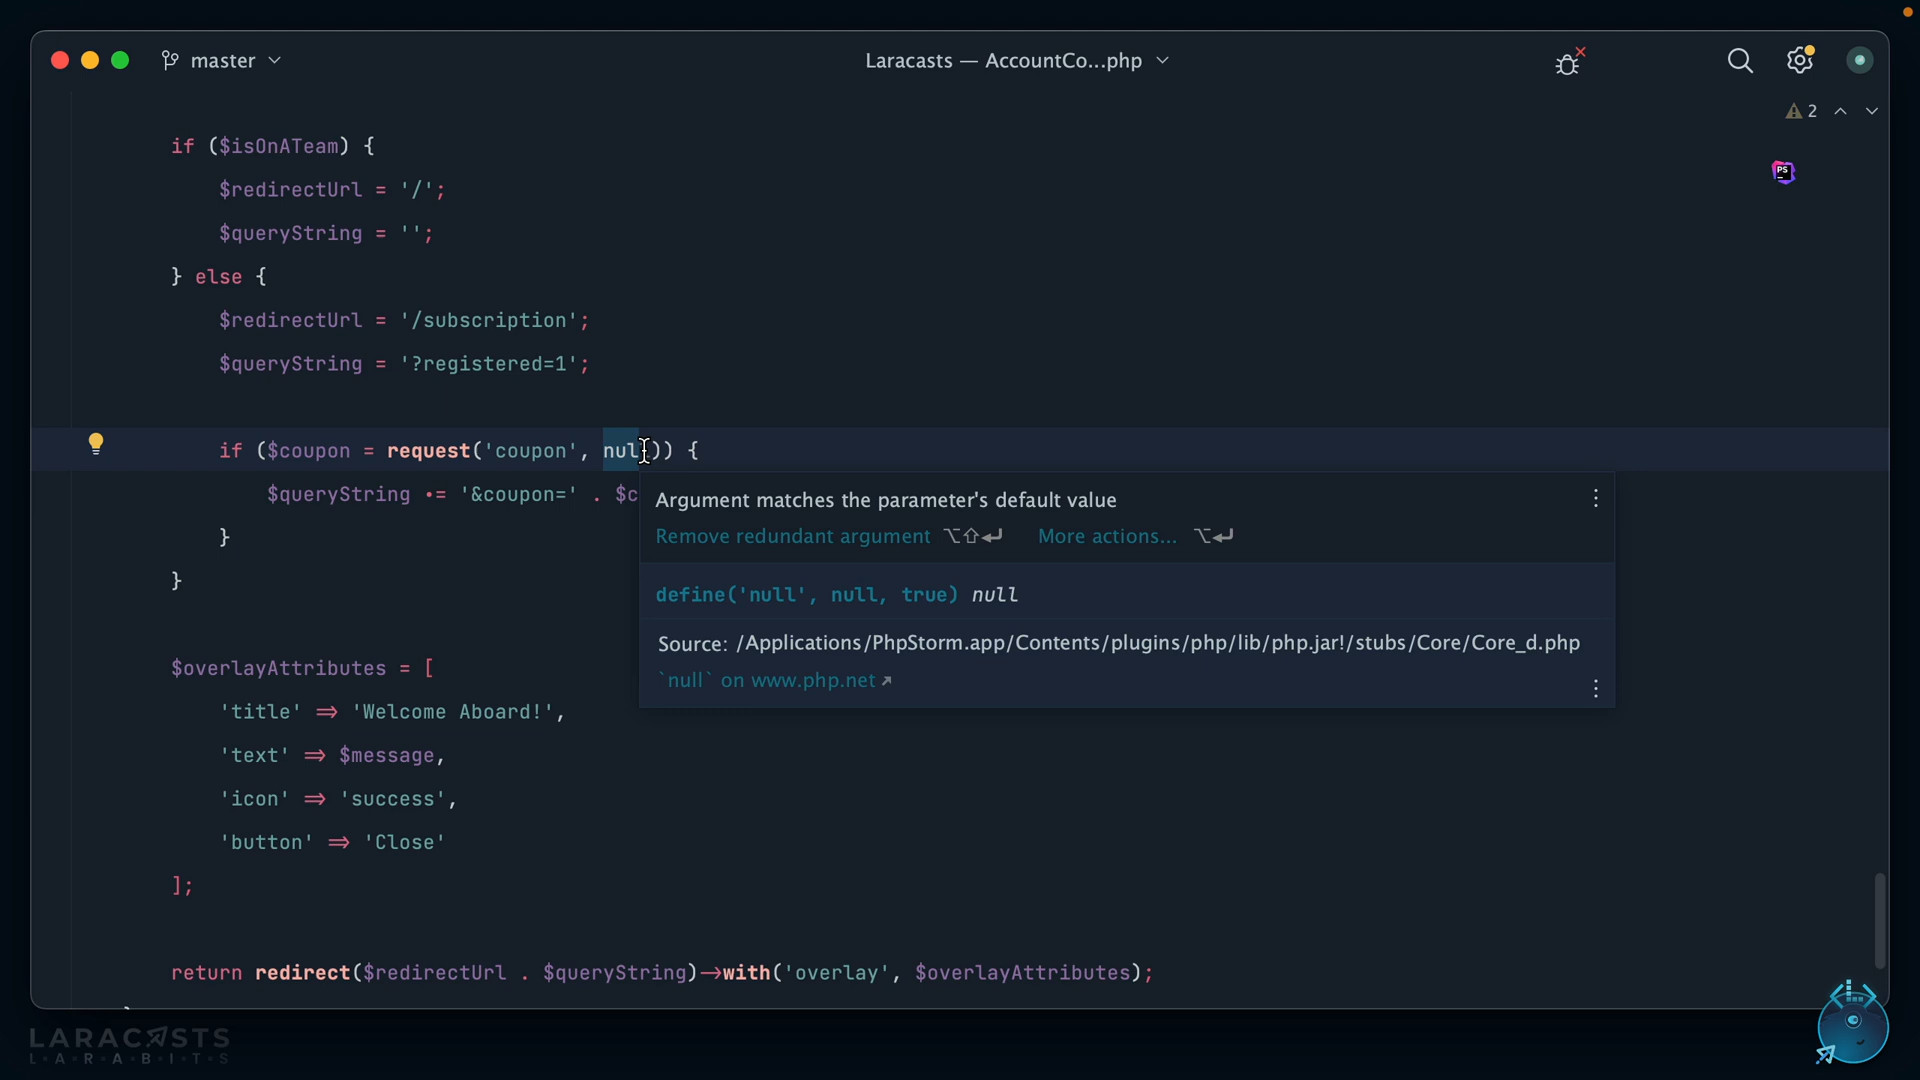 master
Laracasts — AccountCo...php
2
if ($isOnATeam) {
$redirectUrl = '/';
$queryString = '';
} else {
$redirectUrl = '/subscription';
$queryString = '?registered=1';
if ($coupon = request('coupon', null)) {
$queryString .= '&coupon=' . $c
}
}
Argument matches the parameter's default value
Remove redundant argument ⌥⇧↵ More actions... ⌥↵
define('null', null, true) null
Source: /Applications/PhpStorm.app/Contents/plugins/php/lib/php.jar!/stubs/Core/Core_d.php
`null` on www.php.net ↗
$overlayAttributes = [
'title' => 'Welcome Aboard!',
'text' => $message,
'icon' => 'success',
'button' => 'Close'
];
return redirect($redirectUrl . $queryString)->with('overlay', $overlayAttributes);
PS
LARACASTS
L·A·R·A·B·I·T·S